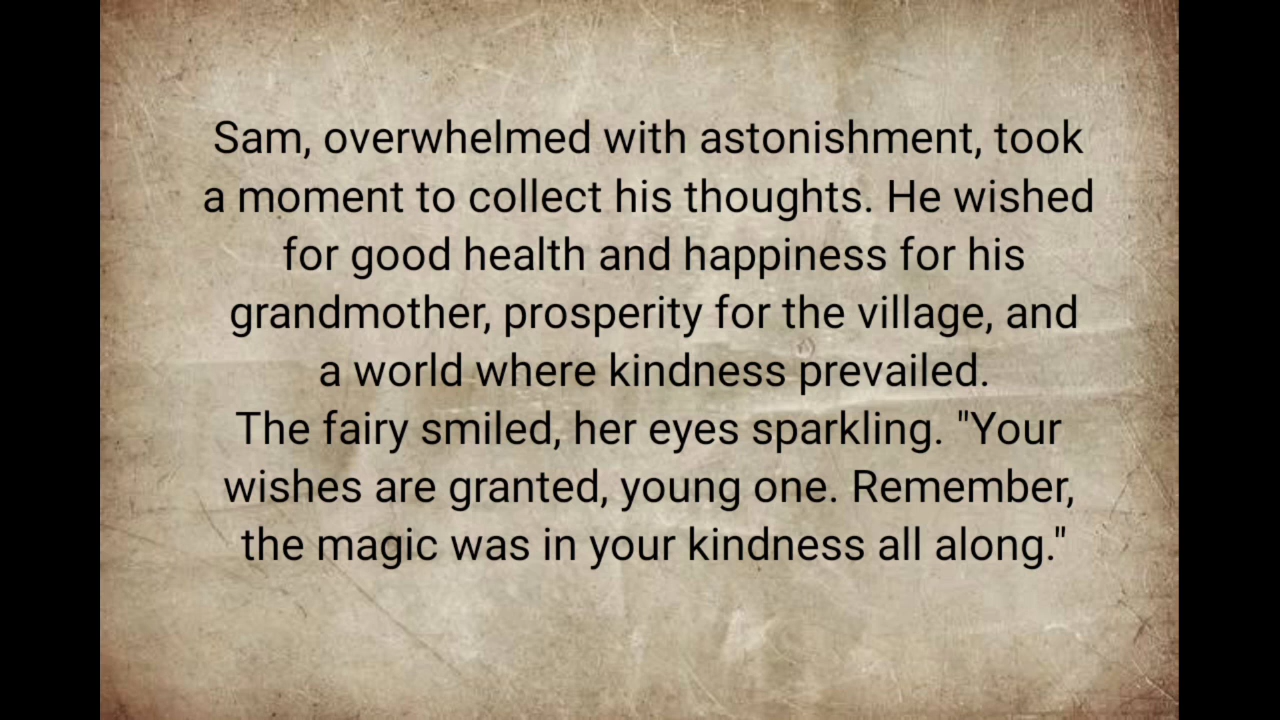 Sam, overwhelmed with astonishment, took
a moment to collect his thoughts. He wished
for good health and happiness for his
grandmother, prosperity for the village, and
a world where kindness prevailed.
The fairy smiled, her eyes sparkling. "Your
wishes are granted, young one. Remember,
the magic was in your kindness all along."